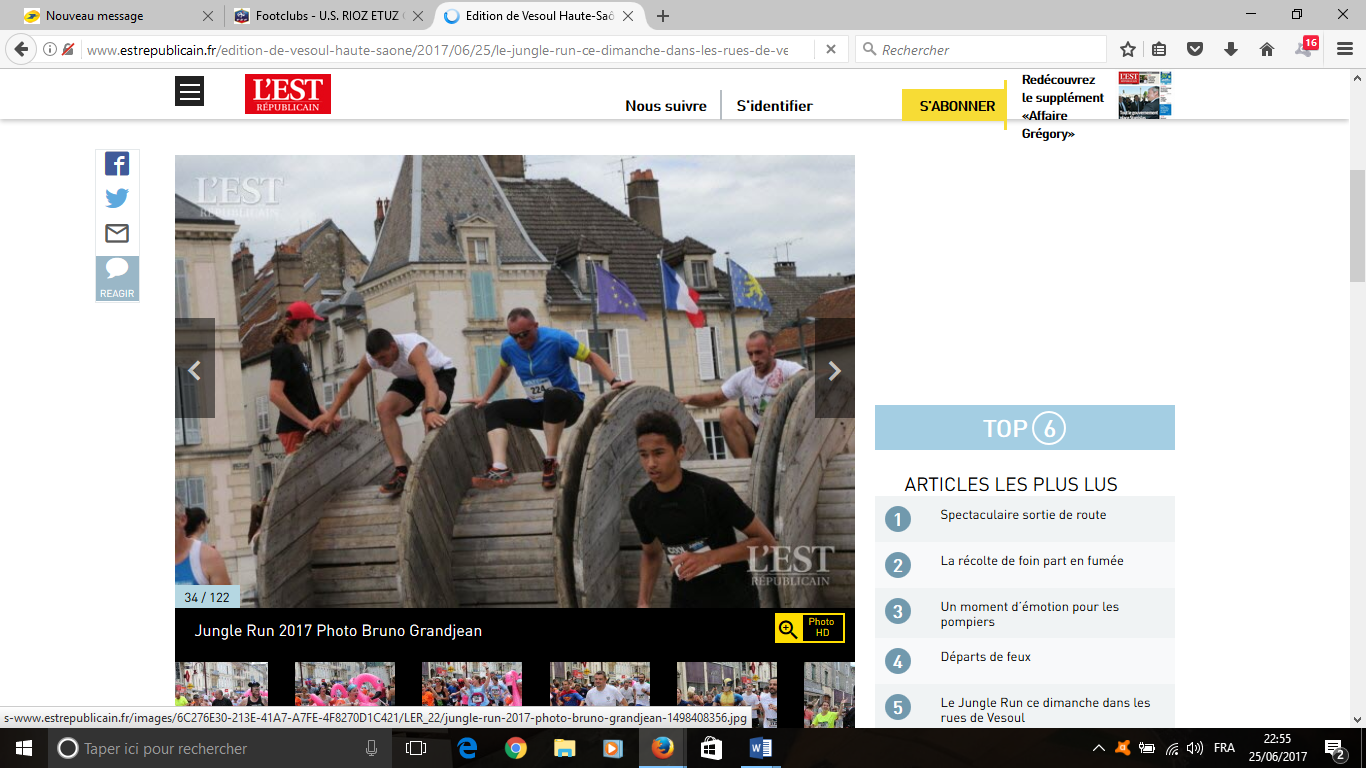 Nouveau message
Footclubs - U.S. RIOZ ETUZ
Edition de Vesoul Haute-Saô
www.estrepublicain.fr/edition-de-vesoul-haute-saone/2017/06/25/le-jungle-run-ce-dimanche-dans-les-rues-de-ve
Rechercher
16
L'EST
RÉPUBLICAIN
Nous suivre
S'identifier
S'ABONNER
Redécouvrez
le supplément
«Affaire
Grégory»
L'EST
RÉPUBLICAIN
REAGIR
224
L'EST
RÉPUBLICAIN
34 / 122
Jungle Run 2017 Photo Bruno Grandjean
Photo
HD
TOP 6
ARTICLES LES PLUS LUS
1 Spectaculaire sortie de route
2 La récolte de foin part en fumée
3 Un moment d'émotion pour les
pompiers
4 Départs de feux
5 Le Jungle Run ce dimanche dans les
rues de Vesoul
s-www.estrepublicain.fr/images/6C276E30-213E-41A7-A7FE-4F8270D1C421/LER_22/jungle-run-2017-photo-bruno-grandjean-1498408356.jpg
Taper ici pour rechercher
FRA
22:55
25/06/2017
2